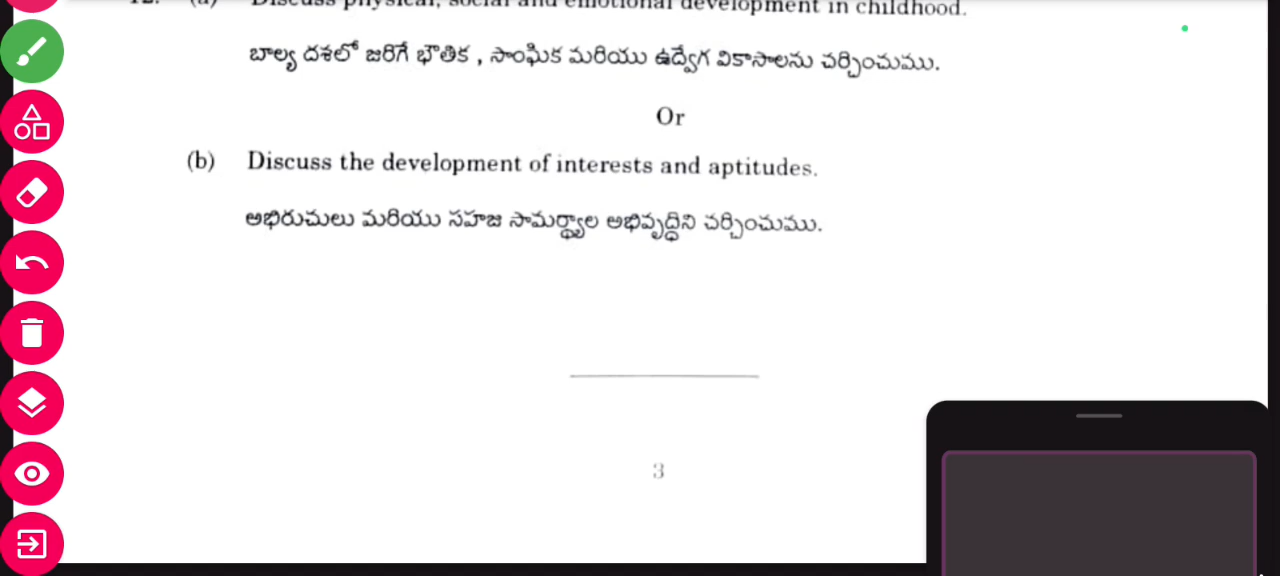 (a) Discuss physical, social and emotional development in childhood.
బాల్య దశలో జరిగే భౌతిక , సాంఘిక మరియు ఉద్వేగ వికాసాలను చర్చించుము.
Or
(b) Discuss the development of interests and aptitudes.
అభిరుచులు మరియు సహజ సామర్థ్యాల అభివృద్ధిని చర్చించుము.
3